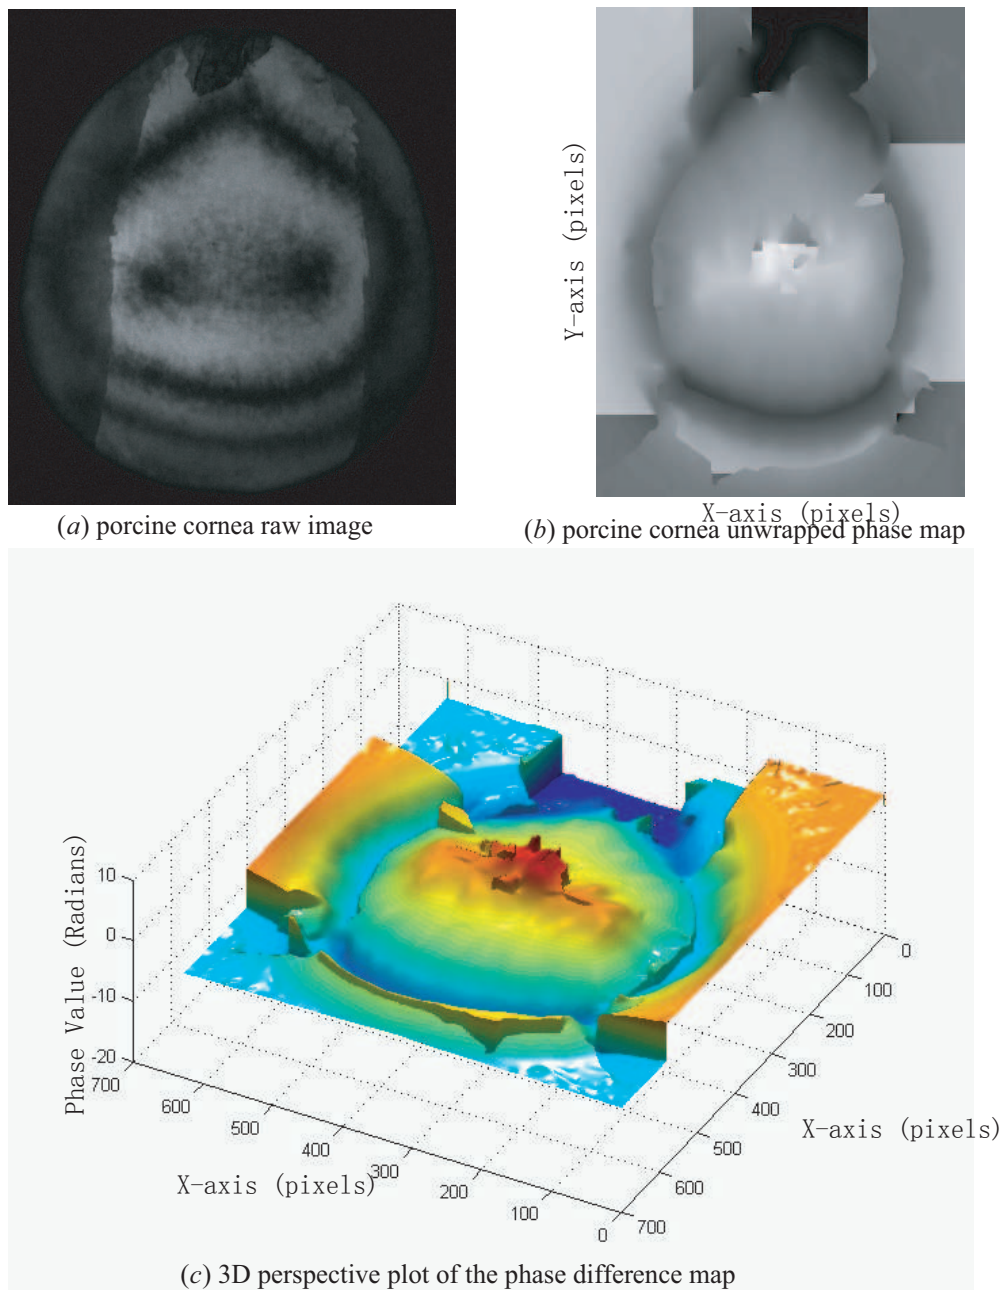 Y-axis (pixels)
X-axis (pixels)
(a) porcine cornea raw image
(b) porcine cornea unwrapped phase map
Phase Value (Radians)
10
0
-10
-20
700
600
500
400
300
200
100
0
X-axis (pixels)
0
100
200
300
400
500
600
700
X-axis (pixels)
(c) 3D perspective plot of the phase difference map